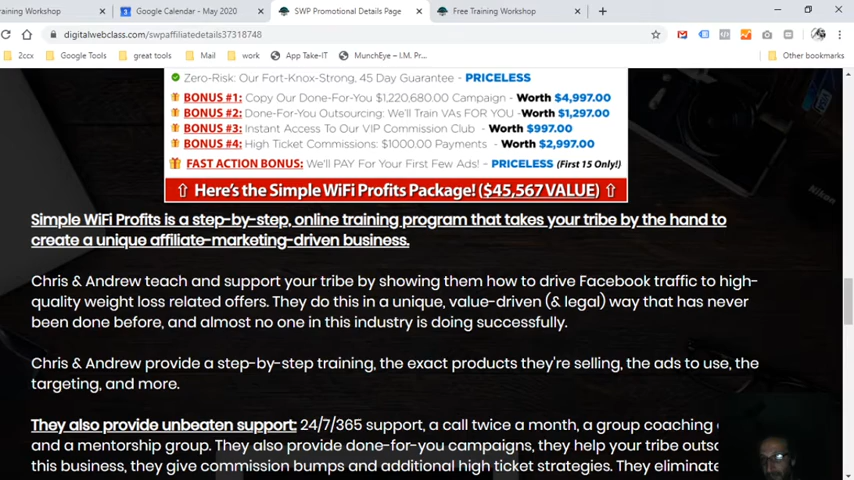 raining Workshop
Google Calendar - May 2020
SWP Promotional Details Page
Free Training Workshop
digitalwebclass.com/swpaffiliatedetails37318748
2ccx
Google Tools
great tools
Mail
work
App Take-IT
MunchEye – I.M. Pr...
Other bookmarks
Zero-Risk: Our Fort-Knox-Strong, 45 Day Guarantee - PRICELESS
BONUS #1: Copy Our Done-For-You $1,220,680.00 Campaign - Worth $4,997.00
BONUS #2: Done-For-You Outsourcing: We'll Train VAs FOR YOU -Worth $1,297.00
BONUS #3: Instant Access To Our VIP Commission Club - Worth $997.00
BONUS #4: High Ticket Commissions: $1000.00 Payments - Worth $2,997.00
FAST ACTION BONUS: We'll PAY For Your First Few Ads! - PRICELESS (First 15 Only!)
⇧ Here's the Simple WiFi Profits Package! ($45,567 VALUE) ⇧
Simple WiFi Profits is a step-by-step, online training program that takes your tribe by the hand to
create a unique affiliate-marketing-driven business.
Chris & Andrew teach and support your tribe by showing them how to drive Facebook traffic to high-
quality weight loss related offers. They do this in a unique, value-driven (& legal) way that has never
been done before, and almost no one in this industry is doing successfully.
Chris & Andrew provide a step-by-step training, the exact products they're selling, the ads to use, the
targeting, and more.
They also provide unbeaten support: 24/7/365 support, a call twice a month, a group coaching
and a mentorship group. They also provide done-for-you campaigns, they help your tribe outso
this business, they give commission bumps and additional high ticket strategies. They eliminate
Nikon